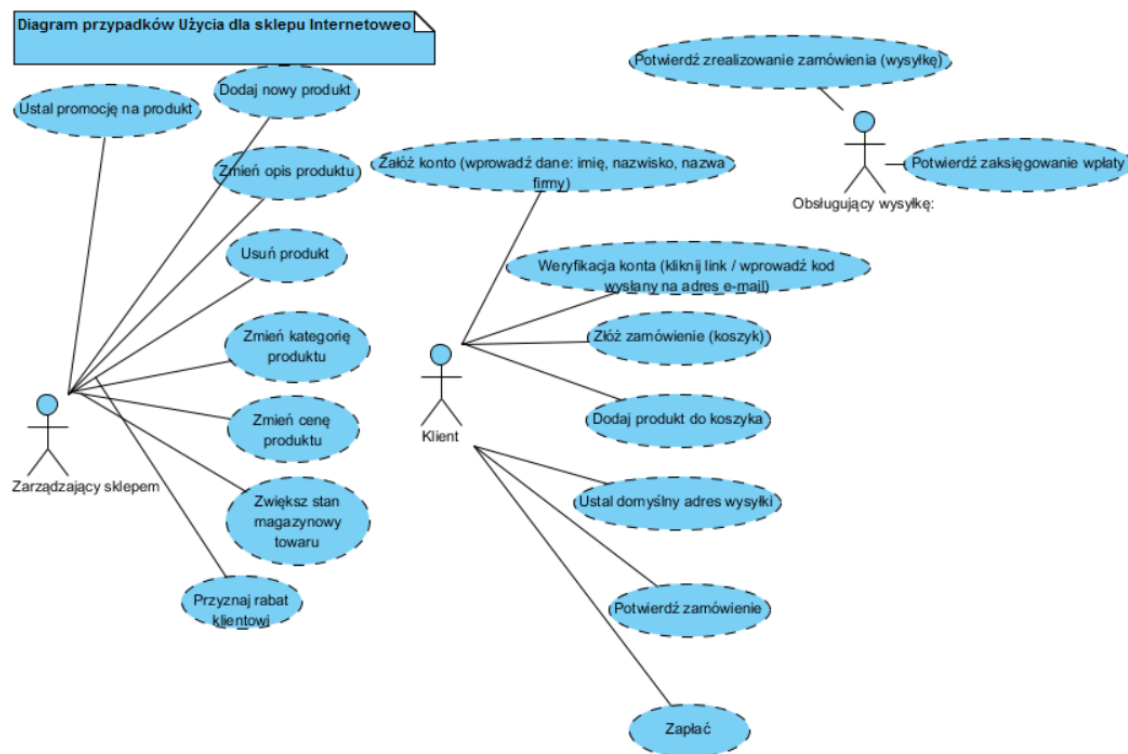 Diagram przypadków Użycia dla sklepu Internetoweo
Ustal promocję na produkt
Dodaj nowy produkt
Zmień opis produktu
Usuń produkt
Zmień kategorię
produktu
Zmień cenę
produktu
Zwiększ stan
magazynowy
towaru
Przyznaj rabat
klientowi
Zarządzający sklepem
Załóż konto (wprowadź dane: imię, nazwisko, nazwa
firmy)
Weryfikacja konta (kliknij link / wprowadź kod
wysłany na adres e-mail)
Złóż zamówienie (koszyk)
Dodaj produkt do koszyka
Klient
Ustal domyślny adres wysyłki
Potwierdź zamówienie
Zapłać
Potwierdź zrealizowanie zamówienia (wysyłkę)
Potwierdź zaksięgowanie wpłaty
Obsługujący wysyłkę: